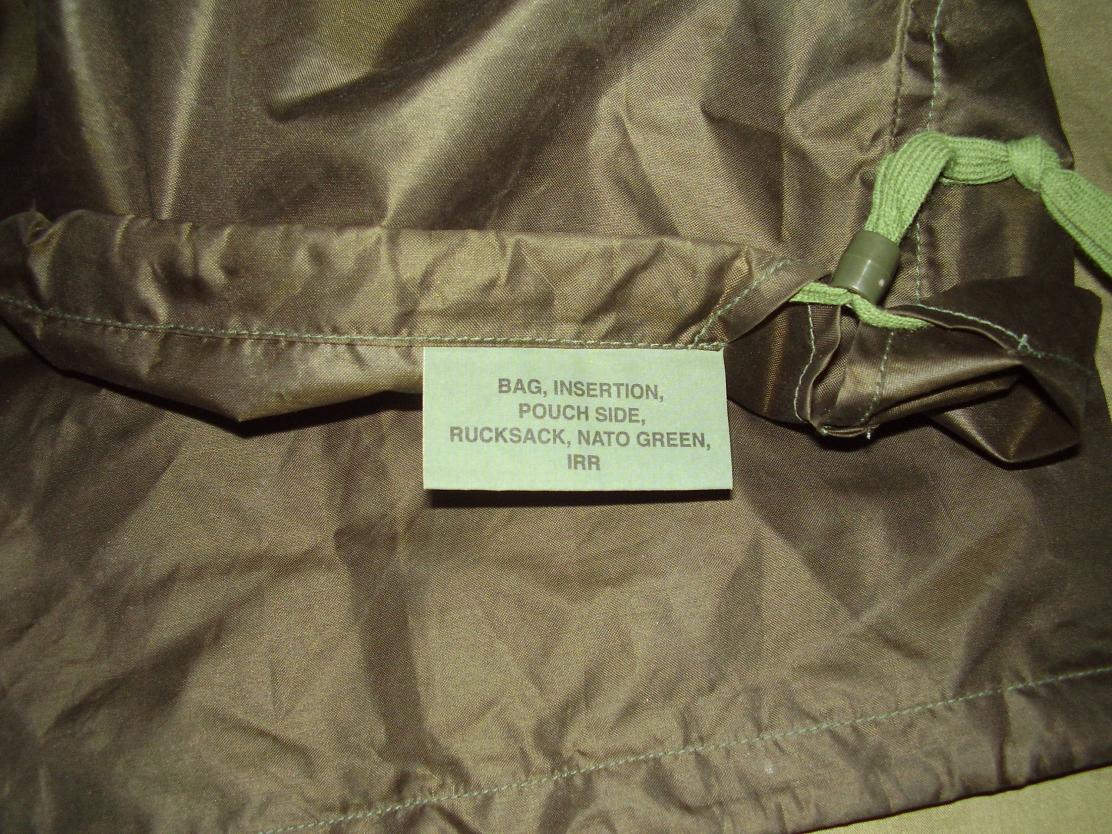 BAG, INSERTION,
POUCH SIDE,
RUCKSACK, NATO GREEN,
IRR